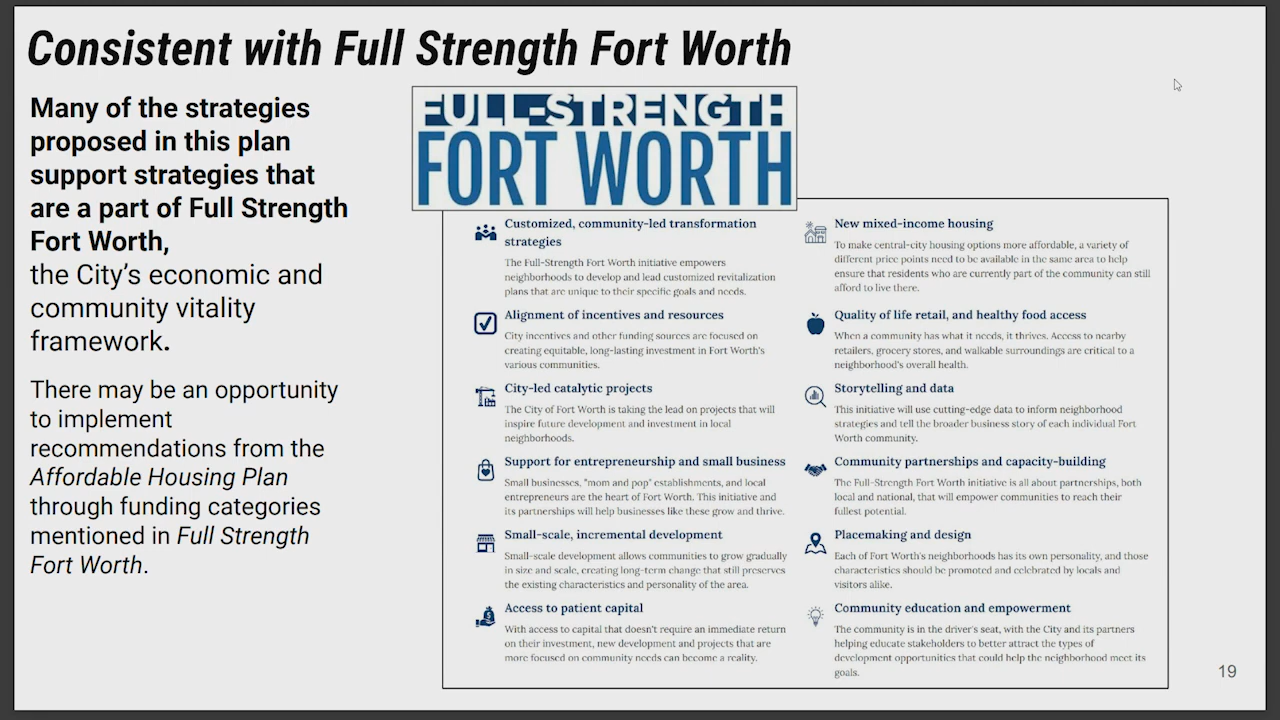 Consistent with Full Strength Fort Worth
Many of the strategies
proposed in this plan
support strategies that
are a part of Full Strength
Fort Worth,
the City's economic and
community vitality
framework.
There may be an opportunity
to implement
recommendations from the
Affordable Housing Plan
through funding categories
mentioned in Full Strength
Fort Worth.
FULL-STRENGTH
FORT WORTH
Customized, community-led transformation
strategies
The Full-Strength Fort Worth initiative empowers
neighborhoods to develop and lead customized revitalization
plans that are unique to their specific goals and needs.
Alignment of incentives and resources
City incentives and other funding sources are focused on
creating equitable, long-lasting investment in Fort Worth's
various communities.
City-led catalytic projects
The City of Fort Worth is taking the lead on projects that will
inspire future development and investment in local
neighborhoods.
Support for entrepreneurship and small business
Small businesses, "mom and pop" establishments, and local
entrepreneurs are the heart of Fort Worth. This initiative and
its partnerships will help businesses like these grow and thrive.
Small-scale, incremental development
Small-scale development allows communities to grow gradually
in size and scale, creating long-term change that still preserves
the existing characteristics and personality of the area.
Access to patient capital
With access to capital that doesn't require an immediate return
on their investment, new development and projects that are
more focused on community needs can become a reality.
New mixed-income housing
To make central-city housing options more affordable, a variety of
different price points need to be available in the same area to help
ensure that residents who are currently part of the community can still
afford to live there.
Quality of life retail, and healthy food access
When a community has what it needs, it thrives. Access to nearby
retailers, grocery stores, and walkable surroundings are critical to a
neighborhood's overall health.
Storytelling and data
This initiative will use cutting-edge data to inform neighborhood
strategies and tell the broader business story of each individual Fort
Worth community.
Community partnerships and capacity-building
The Full-Strength Fort Worth initiative is all about partnerships, both
local and national, that will empower communities to reach their
fullest potential.
Placemaking and design
Each of Fort Worth's neighborhoods has its own personality, and those
characteristics should be promoted and celebrated by locals and
visitors alike.
Community education and empowerment
The community is in the driver's seat, with the City and its partners
helping educate stakeholders to better attract the types of
development opportunities that could help the neighborhood meet its
goals.
19